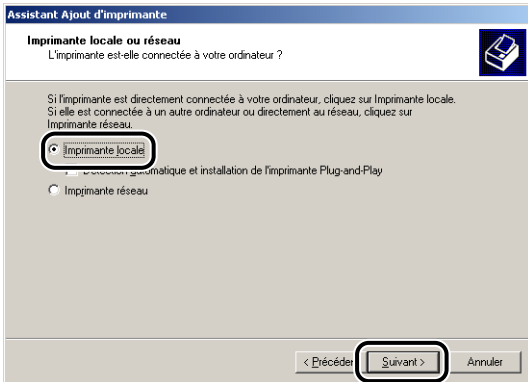 Assistant Ajout d'imprimante
Imprimante locale ou réseau
L'imprimante est-elle connectée à votre ordinateur ?
Si l'imprimante est directement connectée à votre ordinateur, cliquez sur Imprimante locale.
Si elle est connectée à un autre ordinateur ou directement au réseau, cliquez sur
Imprimante réseau.
Imprimante locale
Détection automatique et installation de l'imprimante Plug-and-Play
Imprimante réseau
< Précéden Suivant > Annuler